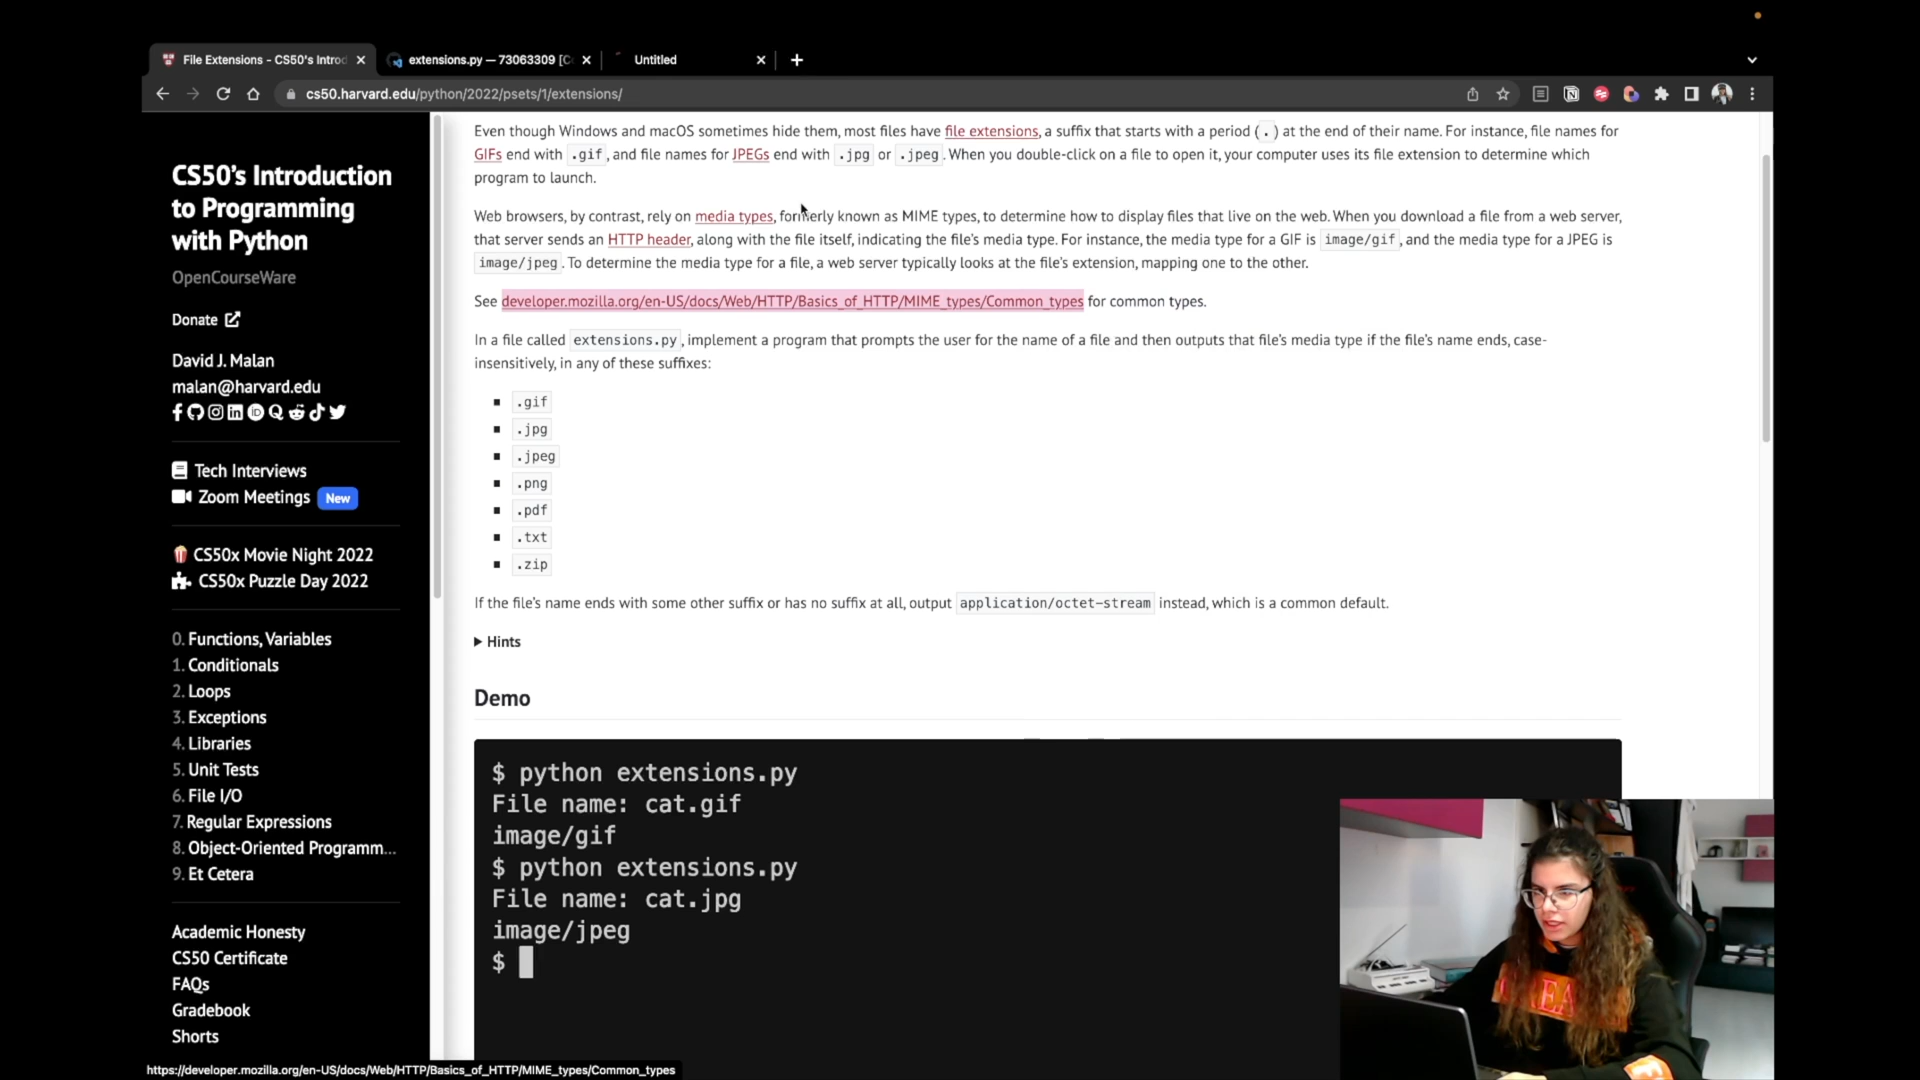 File Extensions - CS50's Introd
extensions.py — 73063309 [C
Untitled
cs50.harvard.edu/python/2022/psets/1/extensions/
CS50's Introduction
to Programming
with Python
OpenCourseWare
Donate
David J. Malan
malan@harvard.edu
Tech Interviews
Zoom Meetings New
CS50x Movie Night 2022
CS50x Puzzle Day 2022
0. Functions, Variables
1. Conditionals
2. Loops
3. Exceptions
4. Libraries
5. Unit Tests
6. File I/O
7. Regular Expressions
8. Object-Oriented Programm...
9. Et Cetera
Academic Honesty
CS50 Certificate
FAQs
Gradebook
Shorts
Even though Windows and macOS sometimes hide them, most files have file extensions, a suffix that starts with a period (.) at the end of their name. For instance, file names for
GIFs end with .gif, and file names for JPEGs end with .jpg or .jpeg. When you double-click on a file to open it, your computer uses its file extension to determine which
program to launch.
Web browsers, by contrast, rely on media types, formerly known as MIME types, to determine how to display files that live on the web. When you download a file from a web server,
that server sends an HTTP header, along with the file itself, indicating the file's media type. For instance, the media type for a GIF is image/gif, and the media type for a JPEG is
image/jpeg. To determine the media type for a file, a web server typically looks at the file's extension, mapping one to the other.
See developer.mozilla.org/en-US/docs/Web/HTTP/Basics_of_HTTP/MIME_types/Common_types for common types.
In a file called extensions.py, implement a program that prompts the user for the name of a file and then outputs that file's media type if the file's name ends, case-
insensitively, in any of these suffixes:
.gif
.jpg
.jpeg
.png
.pdf
.txt
.zip
If the file's name ends with some other suffix or has no suffix at all, output application/octet-stream instead, which is a common default.
Hints
Demo
$ python extensions.py
File name: cat.gif
image/gif
$ python extensions.py
File name: cat.jpg
image/jpeg
$
https://developer.mozilla.org/en-US/docs/Web/HTTP/Basics_of_HTTP/MIME_types/Common_types